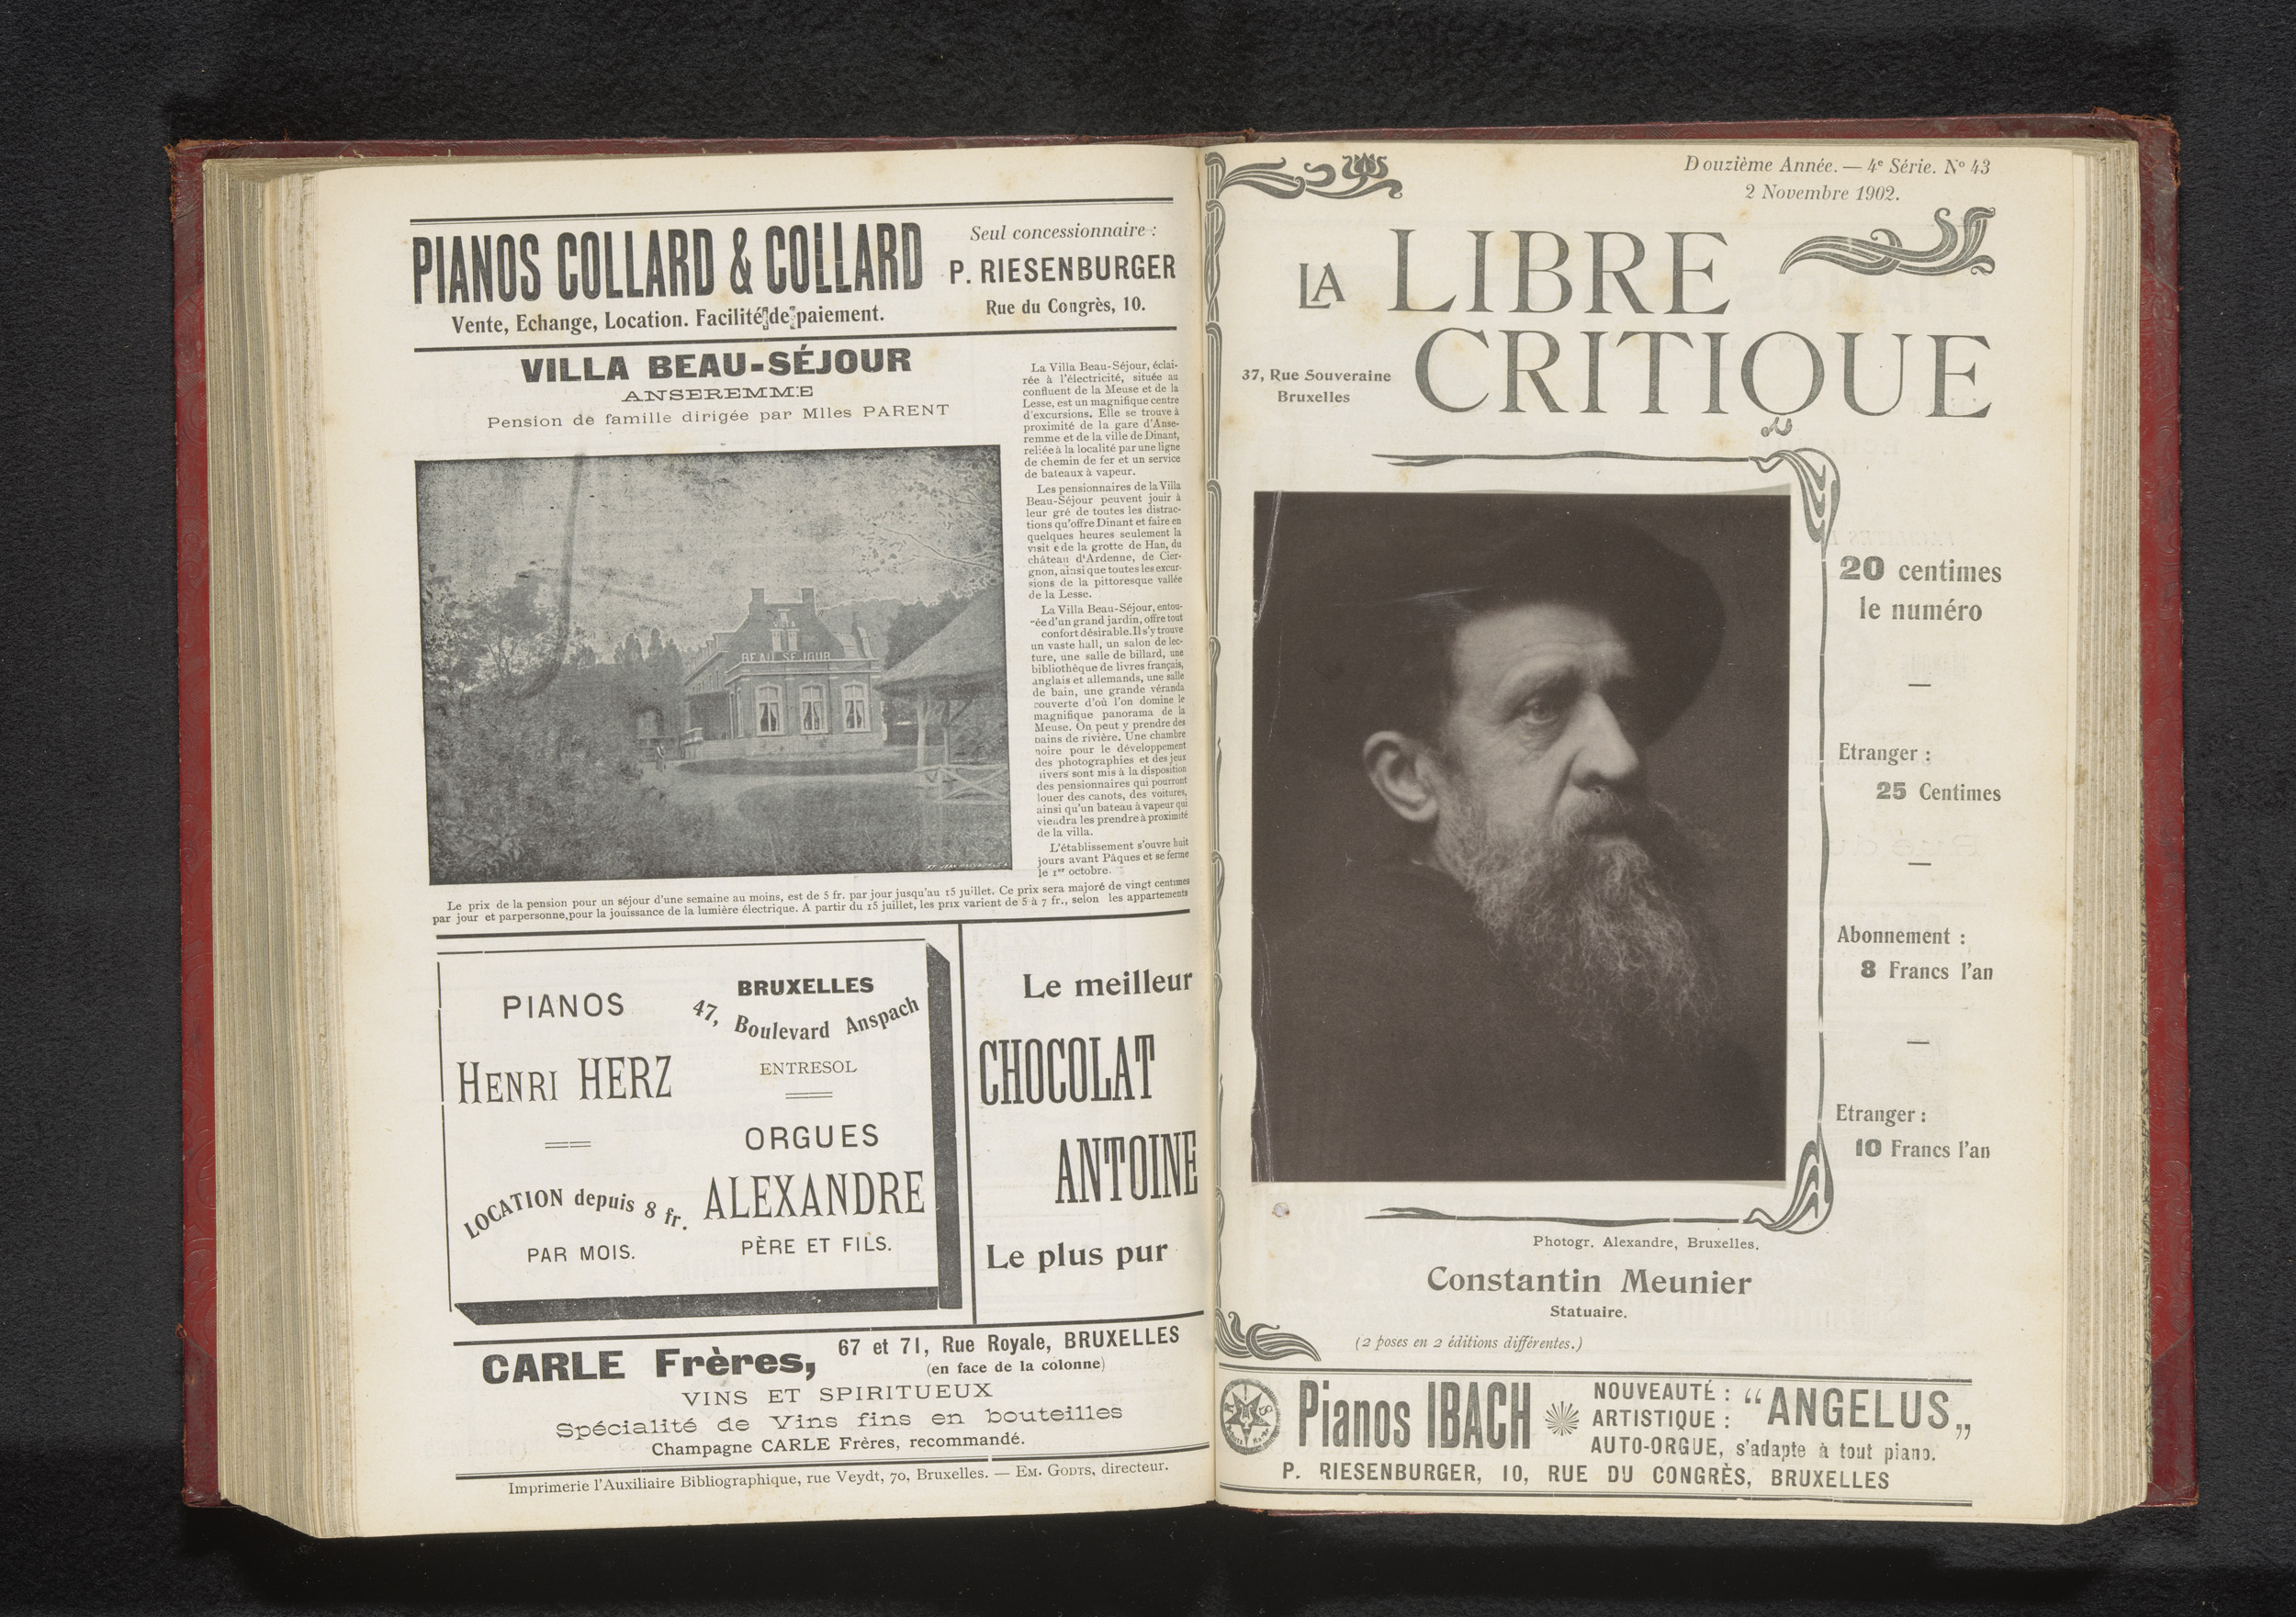 PIANOS COLLARD & COLLARD
Vente, Echange, Location. Facilité de paiement.
Seul concessionnaire :
P. RIESENBURGER
Rue du Congrès, 10.
VILLA BEAU-SÉJOUR
ANSEREMME
Pension de famille dirigée par Mlles PARENT
BEAU SEJOUR
La Villa Beau-Séjour, éclai-
rée à l'électricité, située au
confluent de la Meuse et de la
Lesse, est un magnifique centre
d'excursions. Elle se trouve à
proximité de la gare d'Anse-
remme et de la ville de Dinant,
reliée à la localité par une ligne
de chemin de fer et un service
de bateaux à vapeur.
Les pensionnaires de la Villa
Beau-Séjour peuvent jouir à
leur gré de toutes les distrac-
tions qu'offre Dinant et faire en
quelques heures seulement la
visit e de la grotte de Han, du
château d'Ardenne, de Cier-
gnon, ainsi que toutes les excur-
sions de la pittoresque vallée
de la Lesse.
La Villa Beau-Séjour, entou-
ée d'un grand jardin, offre tout
confort désirable. Il s'y trouve
un vaste hall, un salon de lec-
ture, une salle de billard, une
bibliothèque de livres français,
anglais et allemands, une salle
de bain, une grande véranda
couverte d'où l'on domine le
magnifique panorama de la
Meuse. On peut y prendre des
bains de rivière. Une chambre
noire pour le développement
des photographies et des jeux
ivers sont mis à la disposition
des pensionnaires qui pourront
louer des canots, des voitures,
ainsi qu'un bateau à vapeur qui
viendra les prendre à proximité
de la villa.
L'établissement s'ouvre huit
jours avant Pâques et se ferme
le 1er octobre.
Le prix de la pension pour un séjour d'une semaine au moins, est de 5 fr. par jour jusqu'au 15 juillet. Ce prix sera majoré de vingt centimes
par jour et parpersonne, pour la jouissance de la lumière électrique. A partir du 15 juillet, les prix varient de 5 à 7 fr., selon les appartements
PIANOS
HENRI HERZ
LOCATION depuis 8 fr.
PAR MOIS.
BRUXELLES
47, Boulevard Anspach
ENTRESOL
ORGUES
ALEXANDRE
PÈRE ET FILS.
Le meilleur
CHOCOLAT
ANTOINE
Le plus pur
CARLE Frères,
67 et 71, Rue Royale, BRUXELLES
(en face de la colonne)
VINS ET SPIRITUEUX
Spécialité de Vins fins en bouteilles
Champagne CARLE Frères, recommandé.
Imprimerie l'Auxiliaire Bibliographique, rue Veydt, 70, Bruxelles. — EM. GODTS, directeur.
Douzième Année. — 4e Série. No 43
2 Novembre 1902.
LA LIBRE
CRITIQUE
37, Rue Souveraine
Bruxelles
20 centimes
le numéro
—
Etranger :
25 Centimes
—
Abonnement :
8 Francs l'an
—
Etranger :
10 Francs l'an
Photogr. Alexandre, Bruxelles.
Constantin Meunier
Statuaire.
(2 poses en 2 éditions différentes.)
Pianos IBACH
NOUVEAUTÉ :
ARTISTIQUE :
“ANGELUS„
AUTO-ORGUE, s'adapte à tout piano.
P. RIESENBURGER, 10, RUE DU CONGRÈS, BRUXELLES